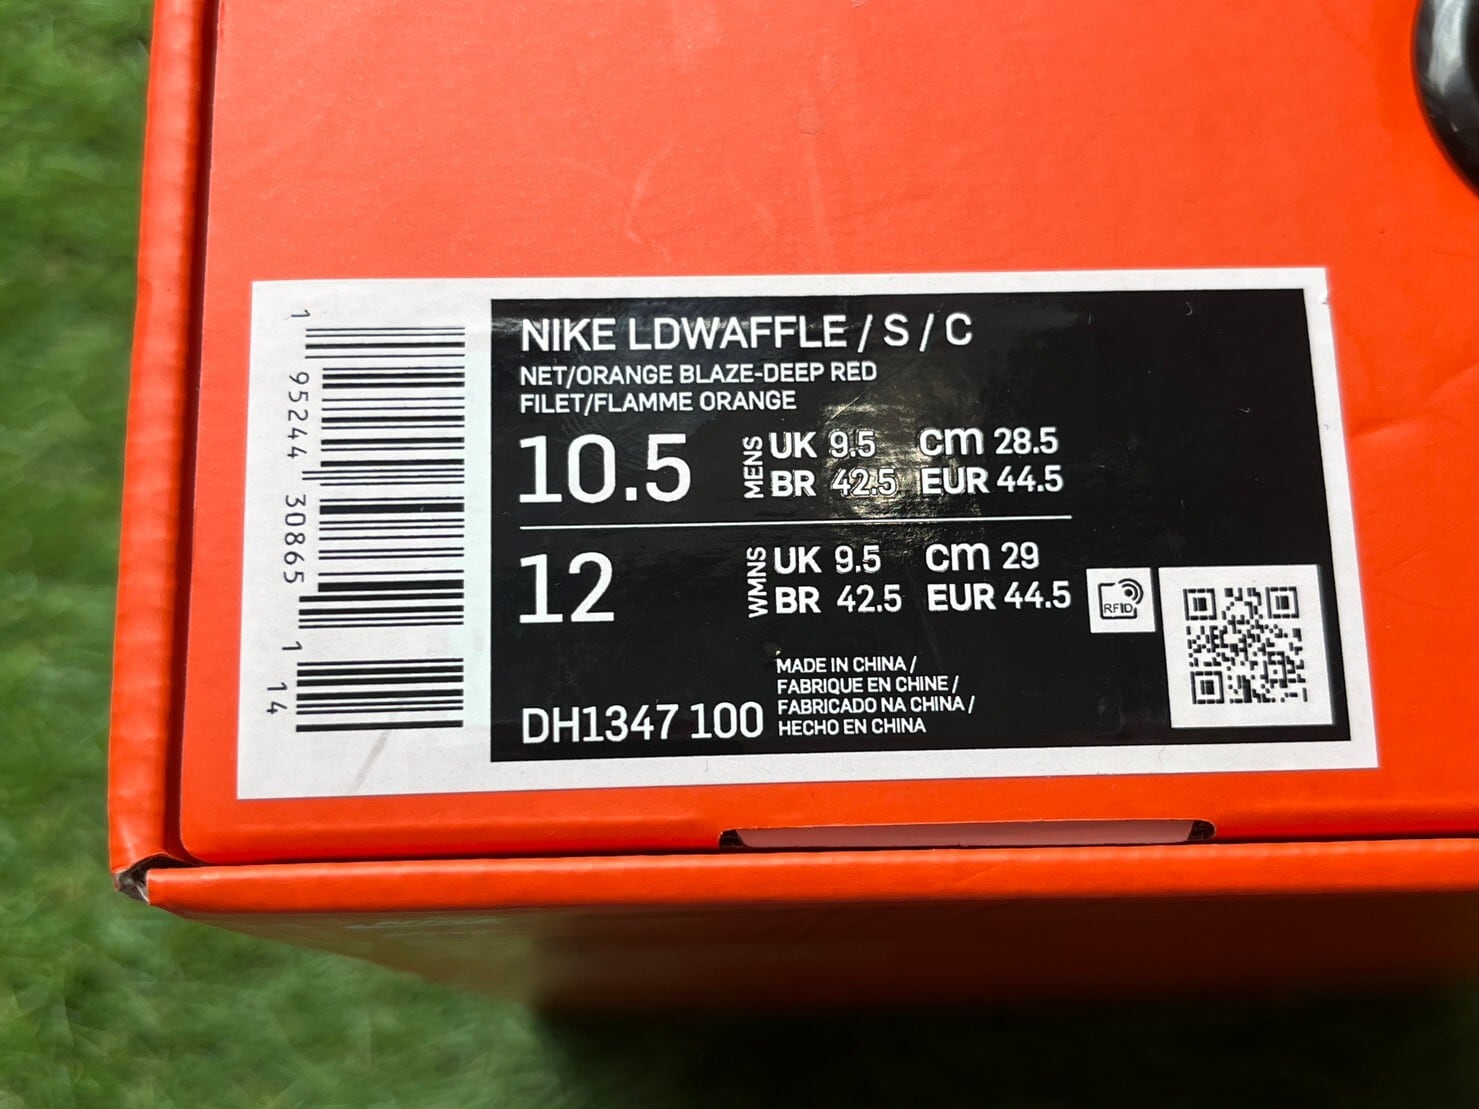 1 95244 30865 1 14
NIKE LDWAFFLE / S / C
NET/ORANGE BLAZE-DEEP RED
FILET/FLAMME ORANGE
10.5 MENS UK 9.5 cm 28.5
BR 42.5 EUR 44.5
12 WMNS UK 9.5 cm 29
BR 42.5 EUR 44.5
RFID
MADE IN CHINA /
FABRIQUE EN CHINE /
FABRICADO NA CHINA /
HECHO EN CHINA
DH1347 100